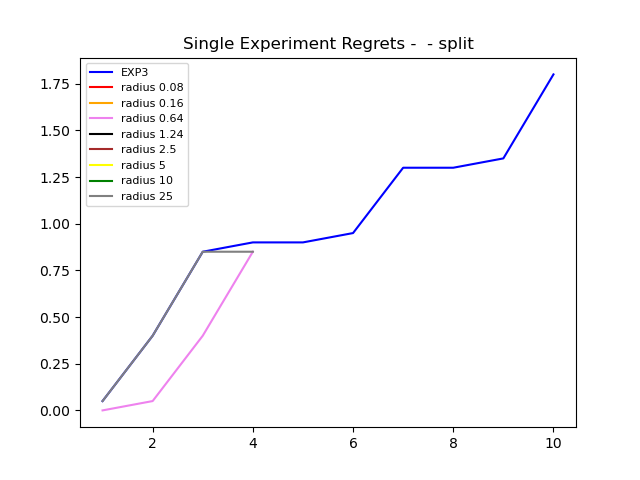 Single Experiment Regrets -  - split
EXP3
radius 0.08
radius 0.16
radius 0.64
radius 1.24
radius 2.5
radius 5
radius 10
radius 25
1.75
1.50
1.25
1.00
0.75
0.50
0.25
0.00
2 4 6 8 10